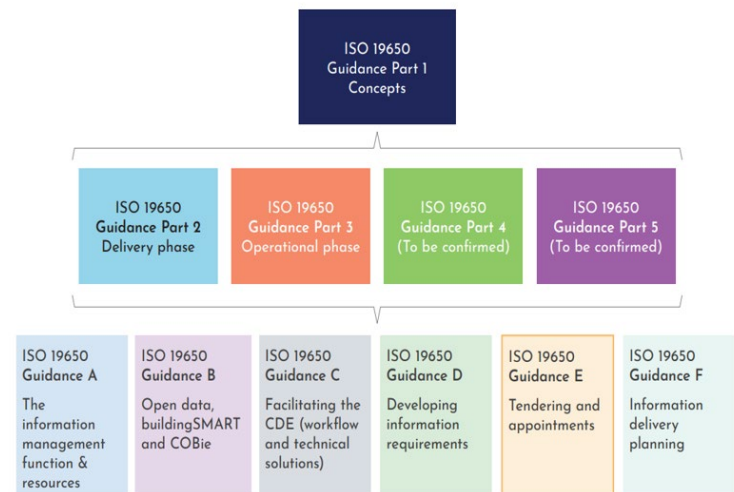 ISO 19650
Guidance Part 1
Concepts
ISO 19650
Guidance Part 2
Delivery phase
ISO 19650
Guidance Part 3
Operational phase
ISO 19650
Guidance Part 4
(To be confirmed)
ISO 19650
Guidance Part 5
(To be confirmed)
ISO 19650
Guidance A
The
information
management
function &
resources
ISO 19650
Guidance B
Open data,
buildingSMART
and COBie
ISO 19650
Guidance C
Facilitating the
CDE (workflow
and technical
solutions)
ISO 19650
Guidance D
Developing
information
requirements
ISO 19650
Guidance E
Tendering and
appointments
ISO 19650
Guidance F
Information
delivery
planning